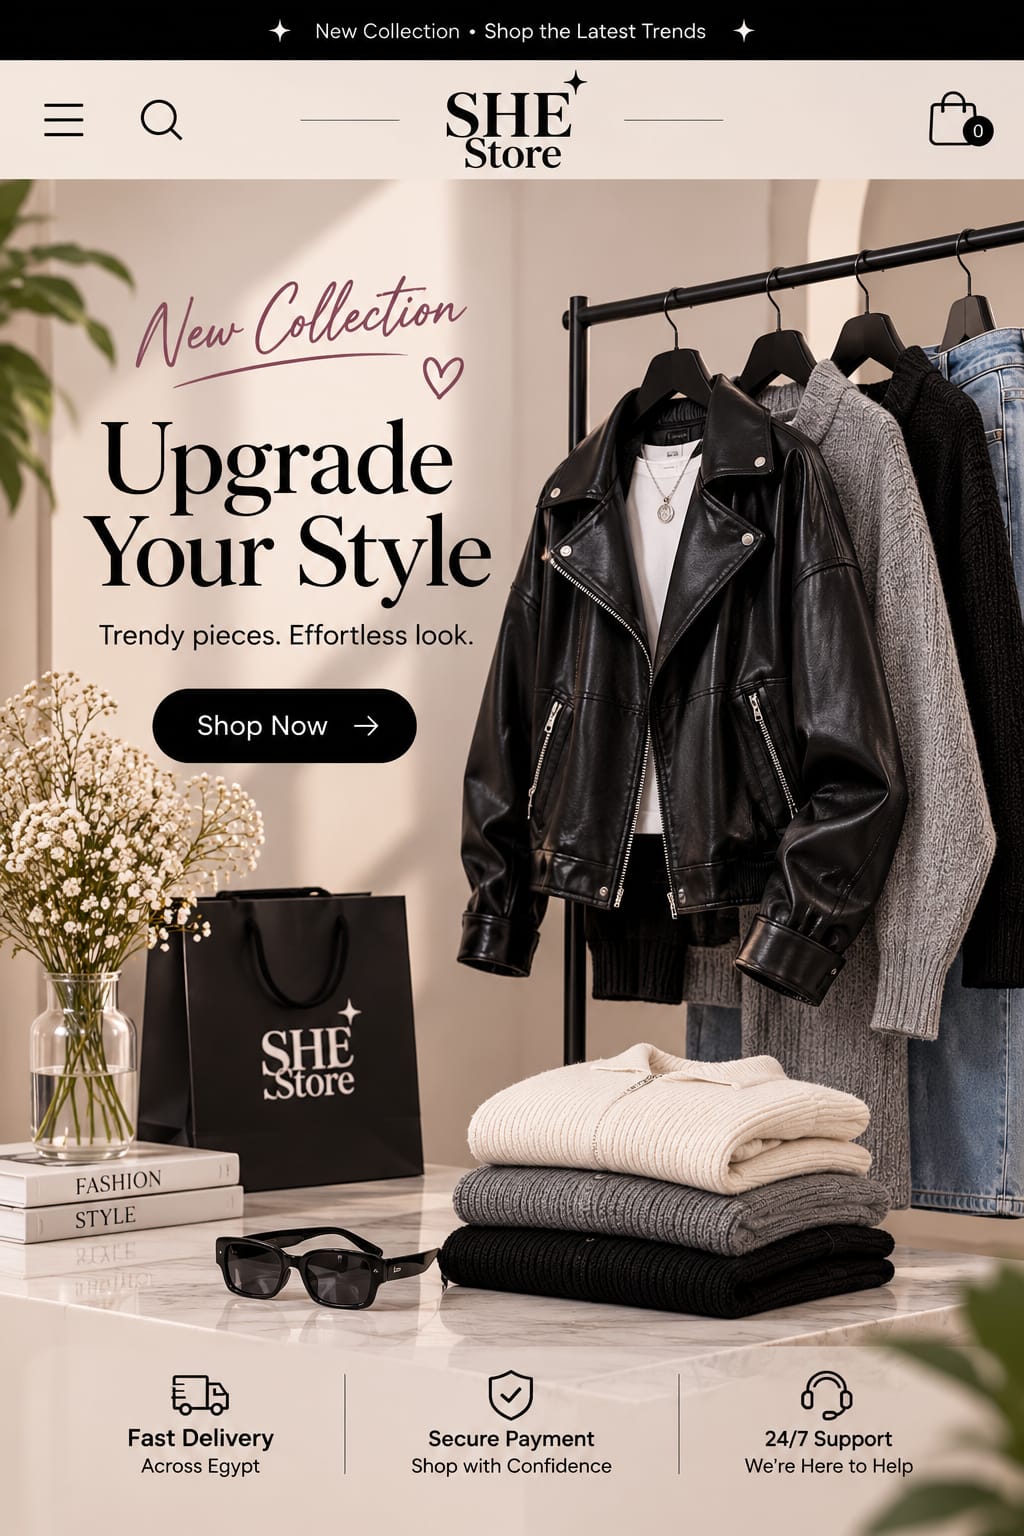 New Collection • Shop the Latest Trends
SHE
Store
0
New Collection
Upgrade
Your Style
Trendy pieces. Effortless look.
Shop Now
SHE
Store
FASHION
STYLE
Fast Delivery
Across Egypt
Secure Payment
Shop with Confidence
24/7 Support
We're Here to Help